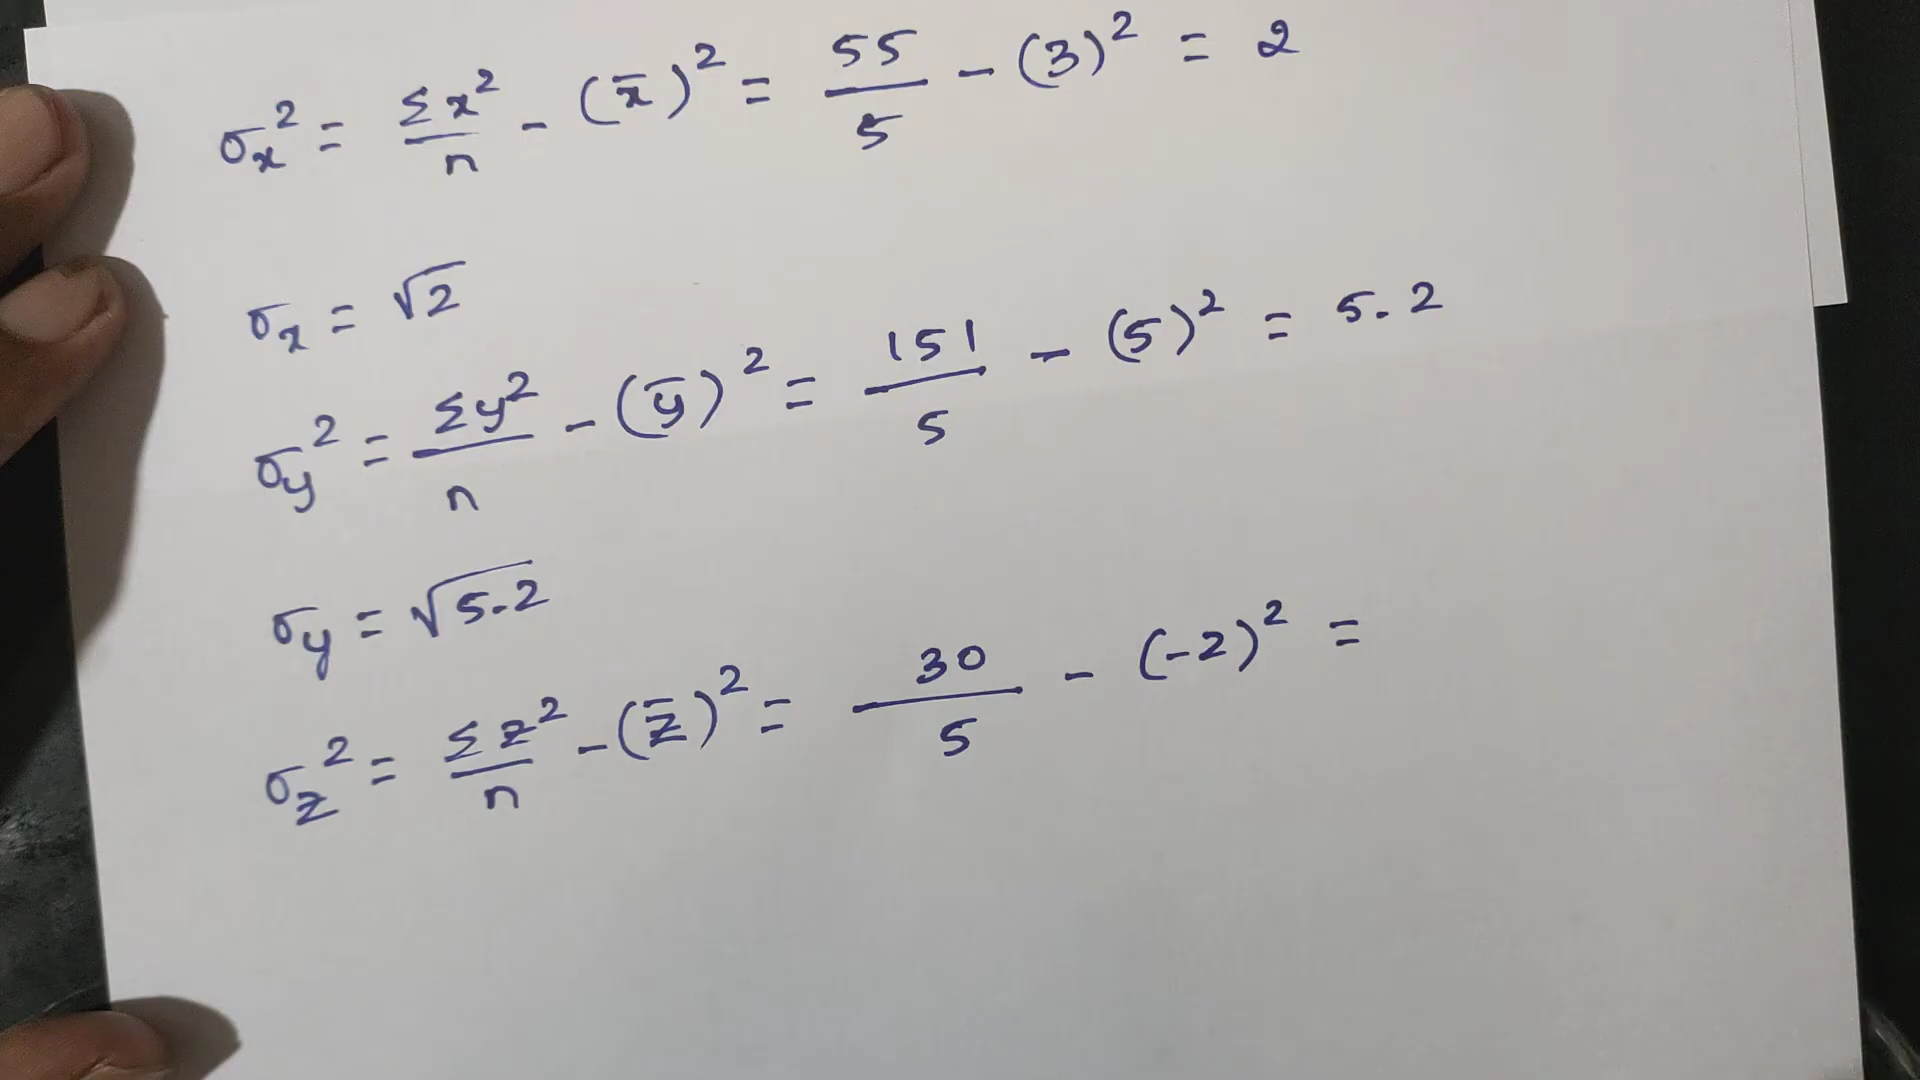 σx² = Σx²/n - (x̄)² = 55/5 - (3)² = 2
σx = √2
σy² = Σy²/n - (ȳ)² = 151/5 - (5)² = 5.2
σy = √5.2
σz² = Σz²/n - (z̄)² = 30/5 - (-2)² =